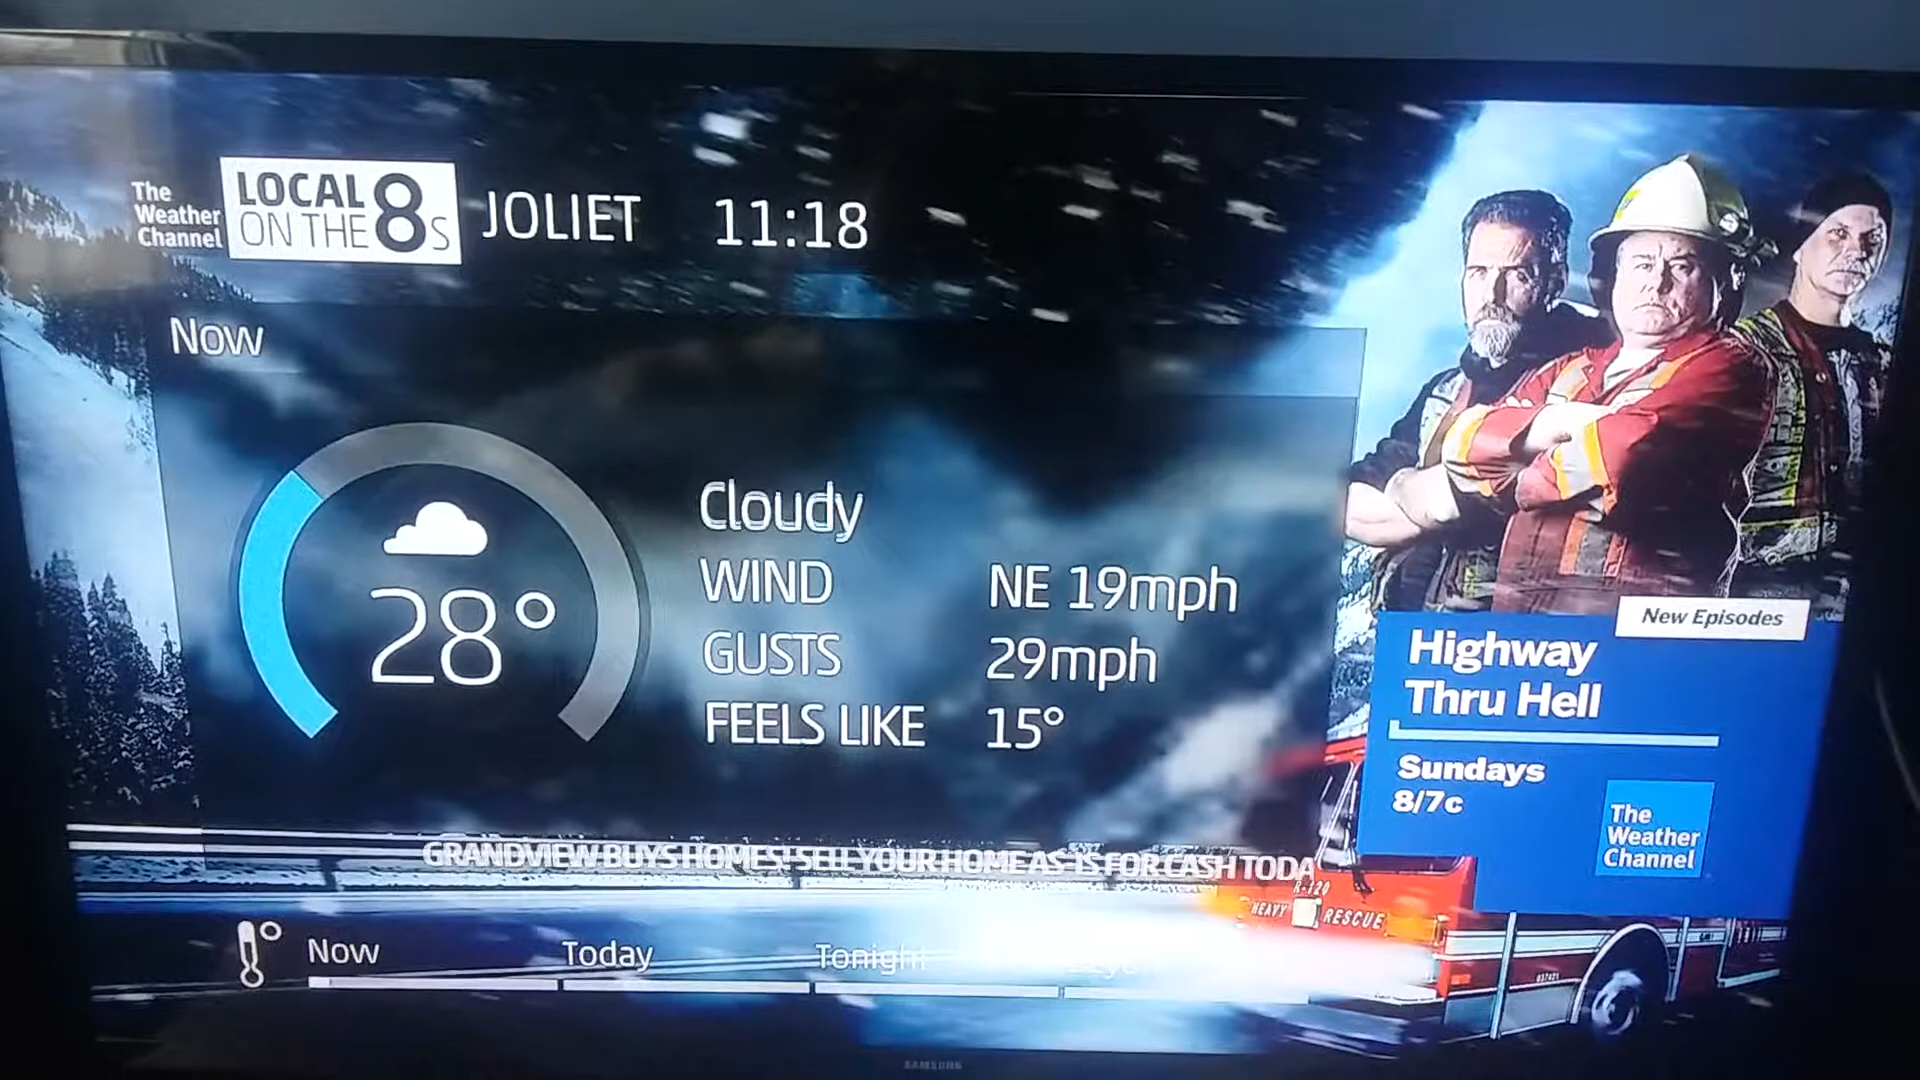 The
Weather
Channel
LOCAL
ON THE 8s
JOLIET
11:18
Now
28°
Cloudy
WIND NE 19mph
GUSTS 29mph
FEELS LIKE 15°
New Episodes
Highway
Thru Hell
Sundays
8/7c
The
Weather
Channel
GRANDVIEW BUYS HOMES! SELL YOUR HOME AS-IS FOR CASH TODA
R-120
HEAVY RESCUE
Now Today Tonight
SAMSUNG